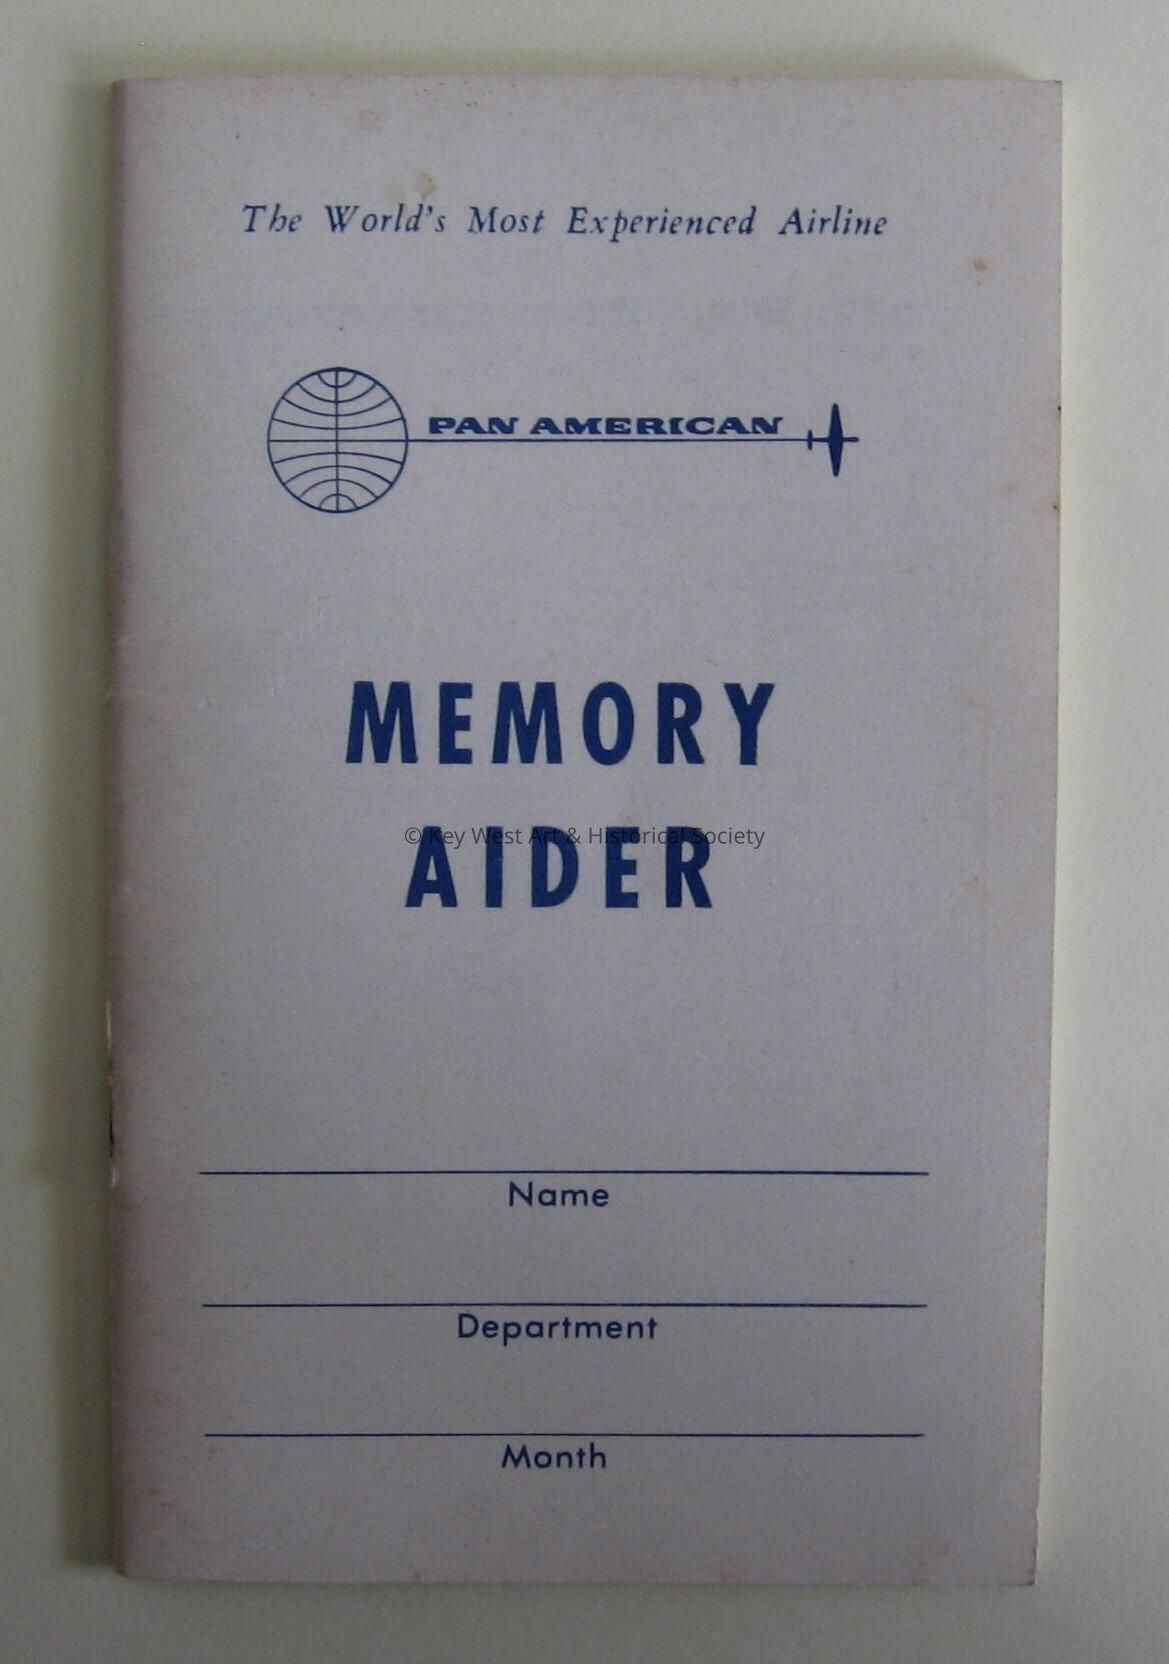 The World's Most Experienced Airline
PAN AMERICAN
MEMORY
© Key West Art & Historical Society
AIDER
Name
Department
Month